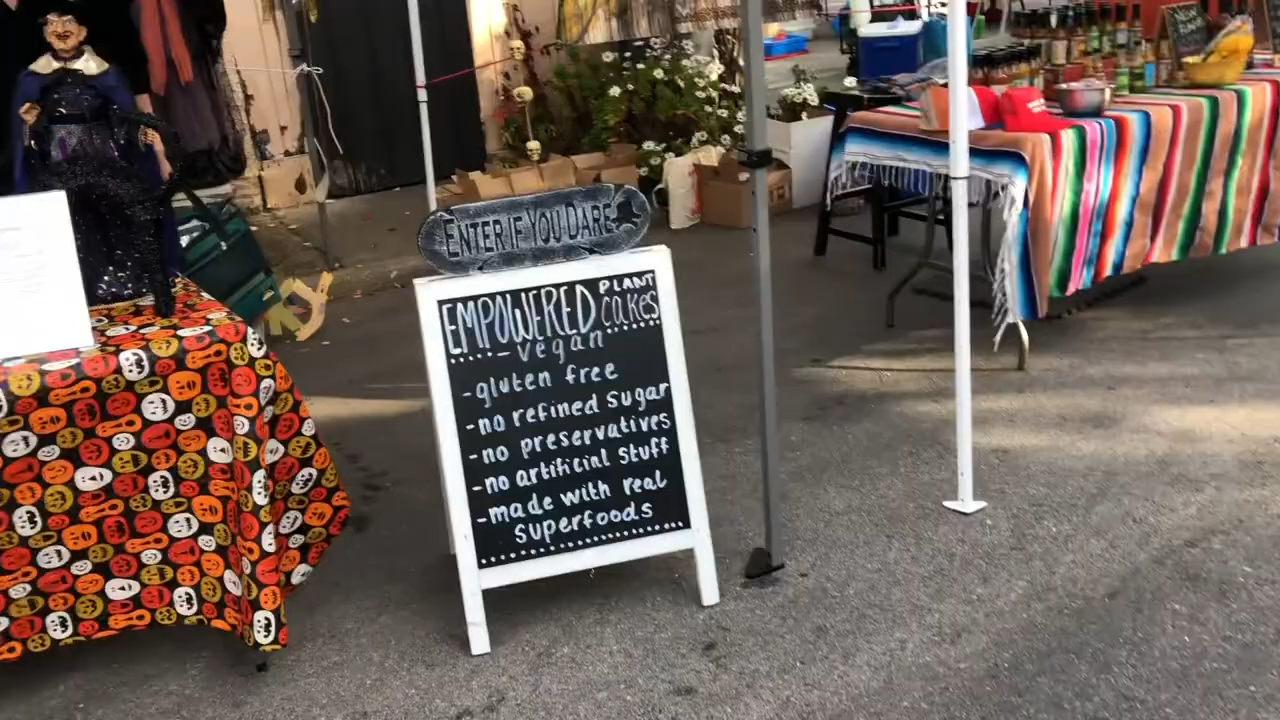 ENTER IF YOU DARE
EMPOWERED PLANT cakes
- vegan
- gluten free
- no refined sugar
- no preservatives
- no artificial stuff
- made with real
superfoods